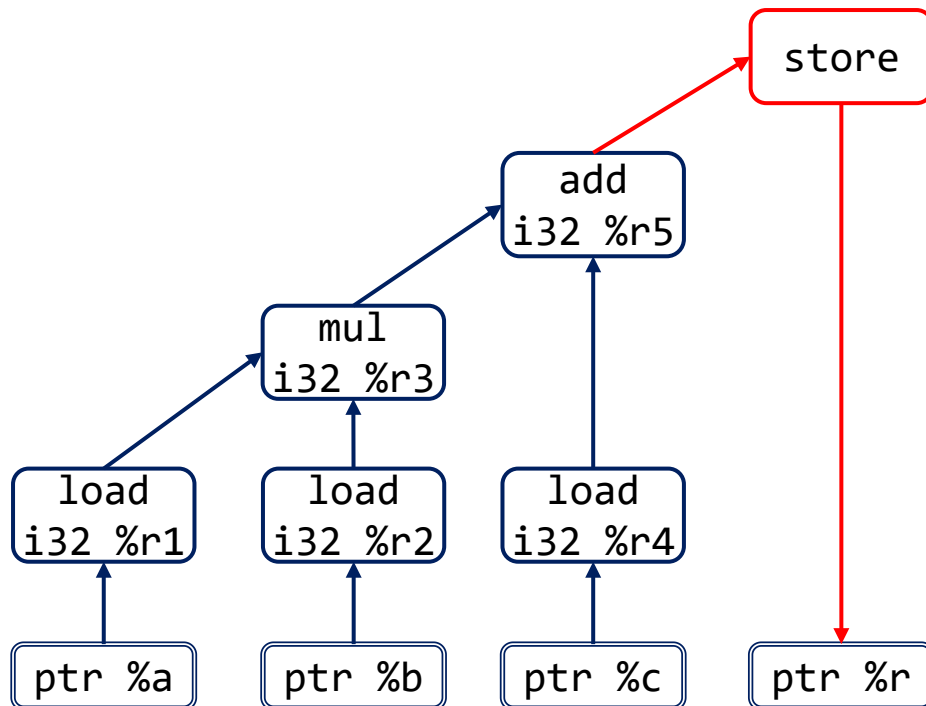 store
add
i32 %r5
mul
i32 %r3
load
i32 %r1
load
i32 %r2
load
i32 %r4
ptr %a
ptr %b
ptr %c
ptr %r